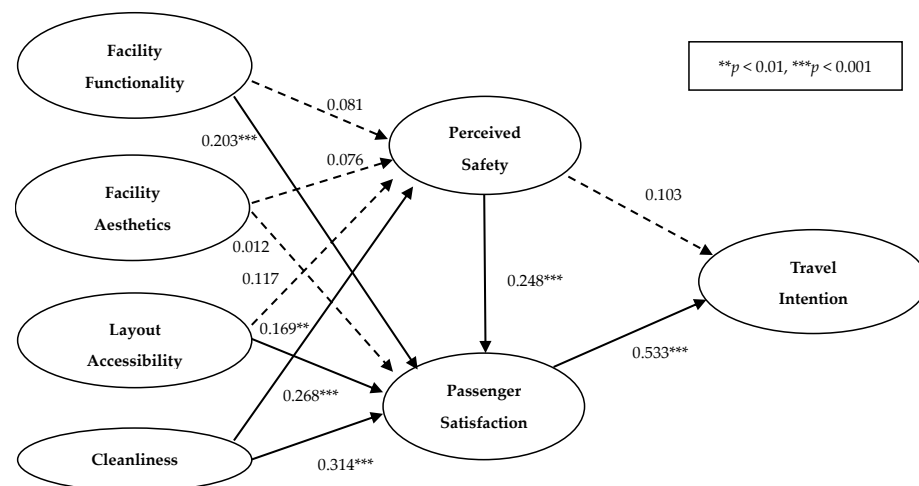 Facility
Functionality
**p < 0.01, ***p < 0.001
0.081
Perceived
Safety
0.203***
0.076
Facility
Aesthetics
0.103
0.012
0.117
0.248***
Travel
Intention
Layout
Accessibility
0.169**
0.533***
0.268***
Passenger
Satisfaction
Cleanliness
0.314***